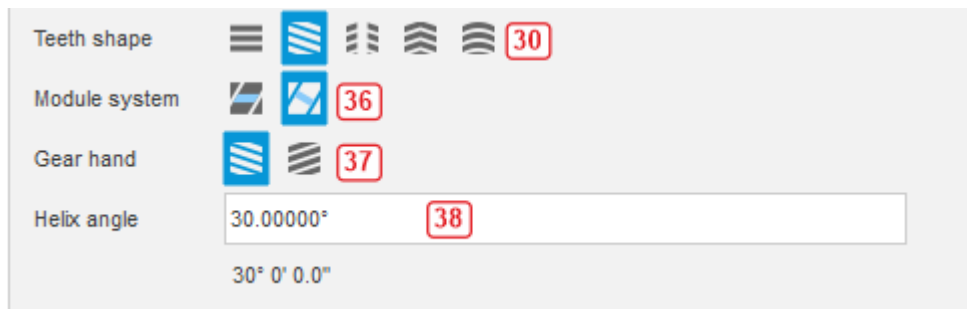 Teeth shape 30
Module system 36
Gear hand 37
Helix angle 30.00000° 38
30° 0' 0.0"